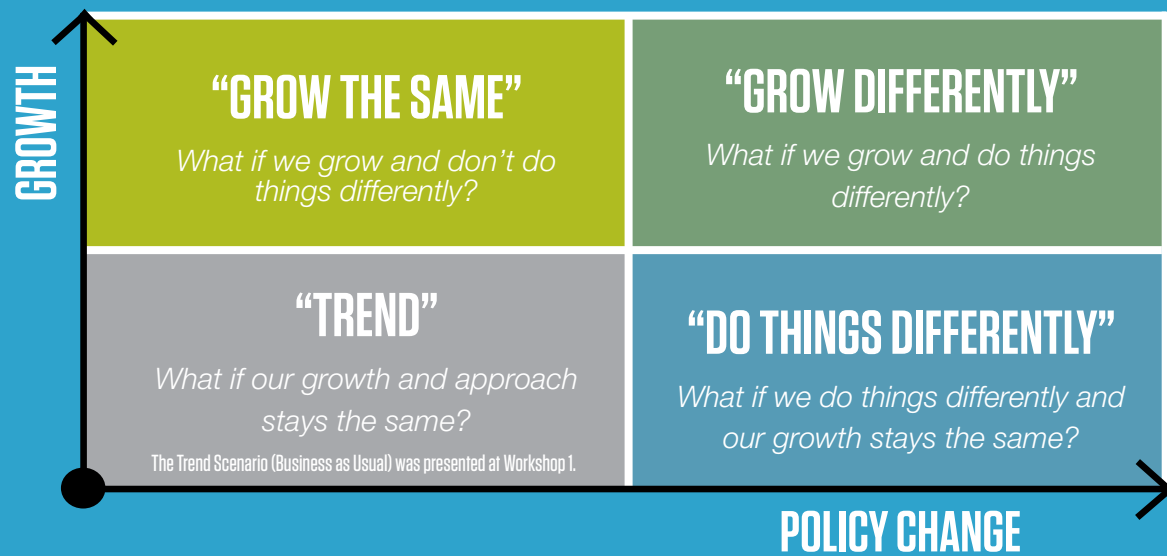 GROWTH
“GROW THE SAME”
What if we grow and don’t do
things differently?
“GROW DIFFERENTLY”
What if we grow and do things
differently?
“TREND”
What if our growth and approach
stays the same?
The Trend Scenario (Business as Usual) was presented at Workshop 1.
“DO THINGS DIFFERENTLY”
What if we do things differently and
our growth stays the same?
POLICY CHANGE